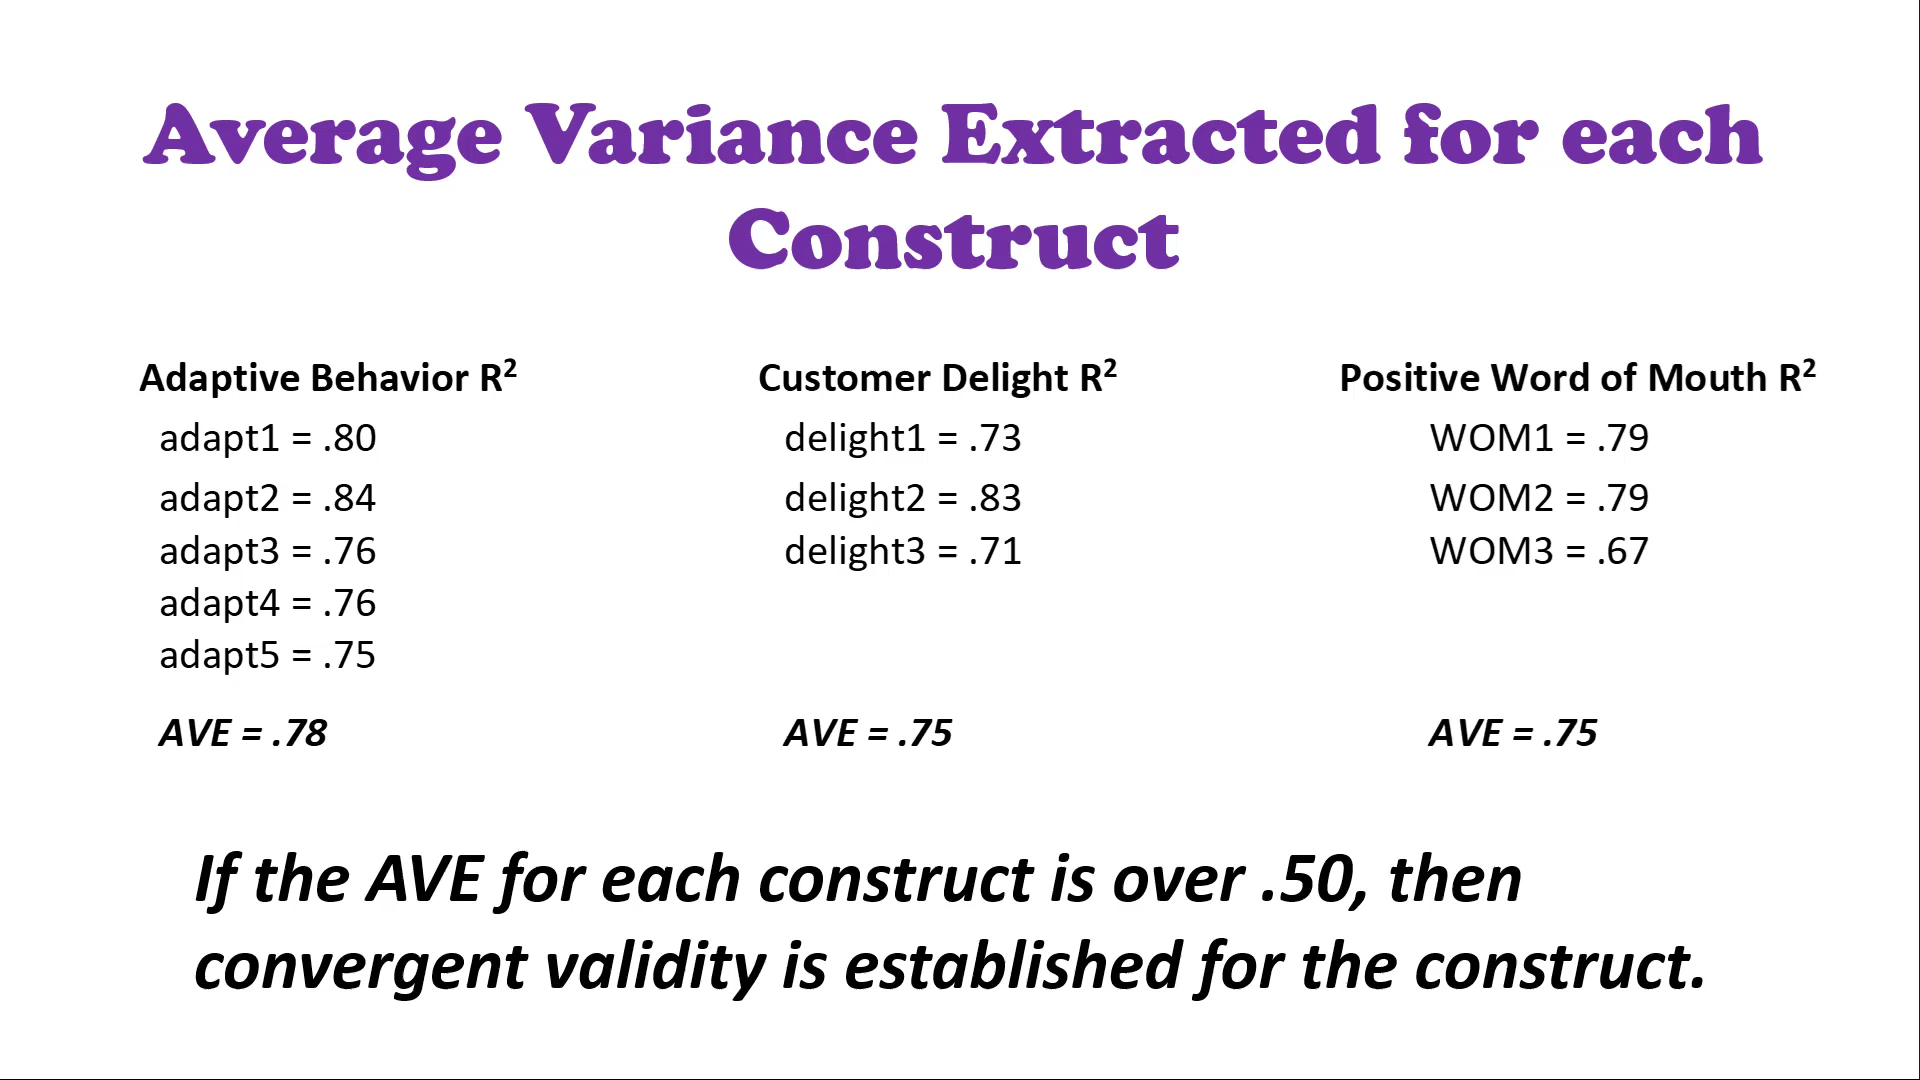 Average Variance Extracted for each
Construct
Adaptive Behavior R²
adapt1 = .80
adapt2 = .84
adapt3 = .76
adapt4 = .76
adapt5 = .75
AVE = .78
Customer Delight R²
delight1 = .73
delight2 = .83
delight3 = .71
AVE = .75
Positive Word of Mouth R²
WOM1 = .79
WOM2 = .79
WOM3 = .67
AVE = .75
If the AVE for each construct is over .50, then
convergent validity is established for the construct.